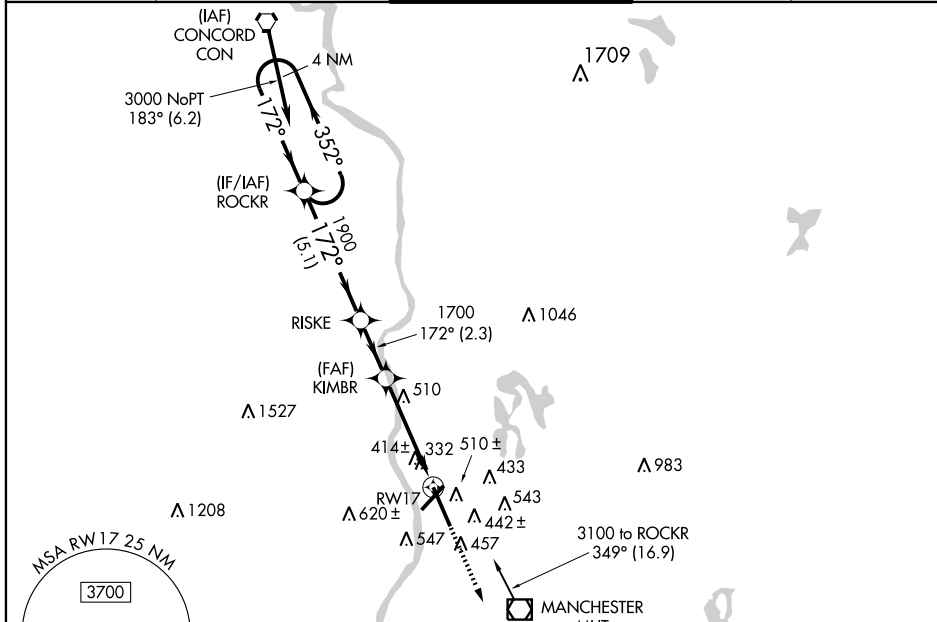 (IAF)
CONCORD
CON
4 NM
1709
3000 NoPT
183° (6.2)
172°
352°
(IF/IAF)
ROCKR
1900
172°
(5.1)
RISKE
1700
172° (2.3)
1046
(FAF)
KIMBR
510
1527
414±
332
510±
433
983
RW17
543
1208
620±
442±
547
457
3100 to ROCKR
349° (16.9)
MSA RW17 25 NM
3700
MANCHESTER